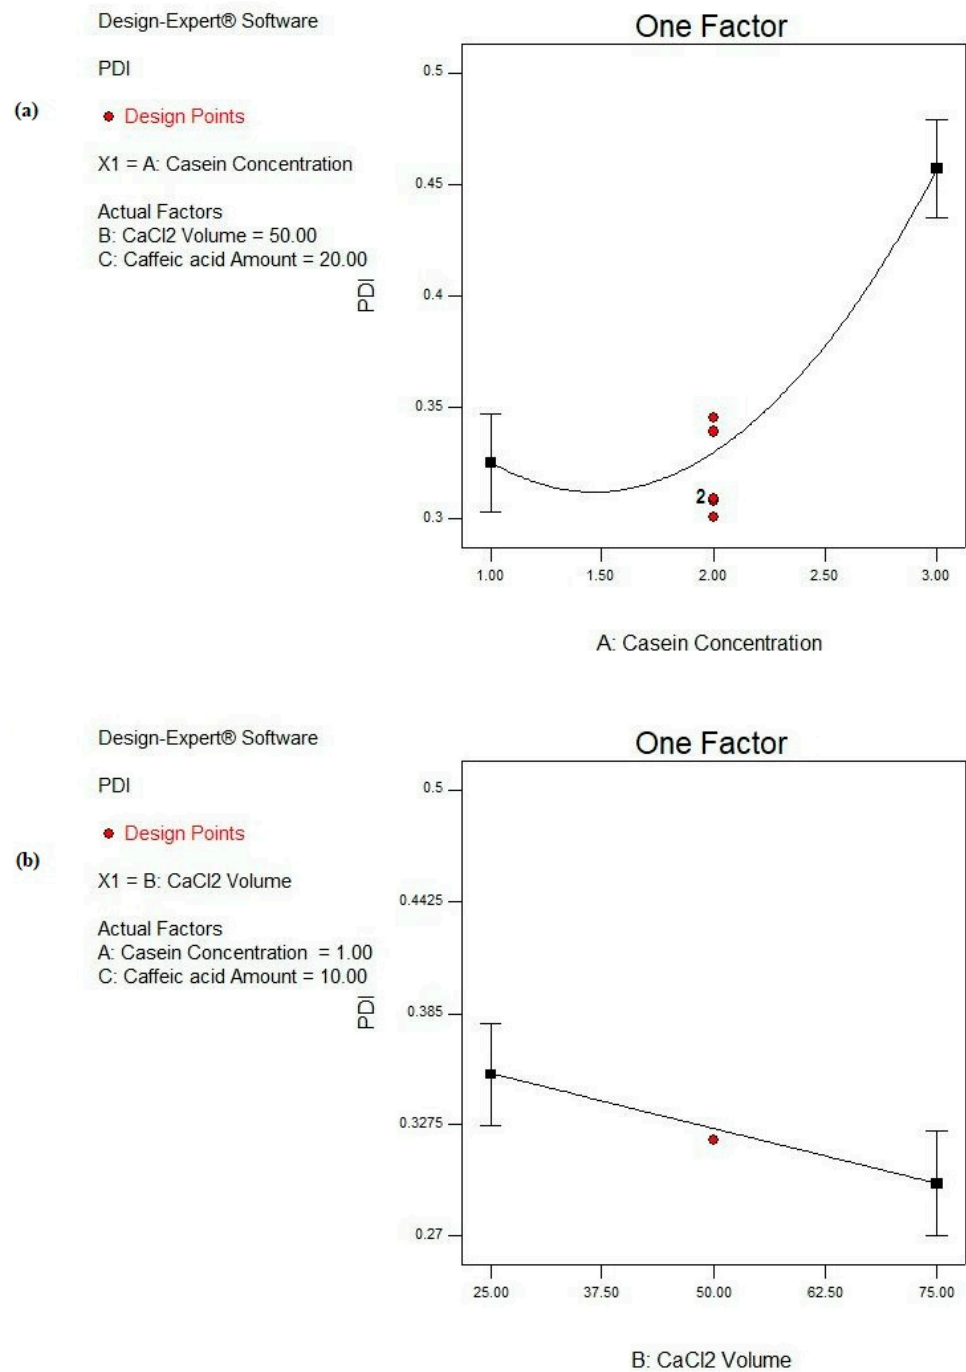 Design-Expert® Software
PDI
(a)
Design Points
X1 = A: Casein Concentration
Actual Factors
B: CaCl2 Volume = 50.00
C: Caffeic acid Amount = 20.00
One Factor
PDI
0.5
0.45
0.4
0.35
0.3
2
1.00 1.50 2.00 2.50 3.00
A: Casein Concentration
Design-Expert® Software
PDI
(b)
Design Points
X1 = B: CaCl2 Volume
Actual Factors
A: Casein Concentration = 1.00
C: Caffeic acid Amount = 10.00
One Factor
PDI
0.5
0.4425
0.385
0.3275
0.27
25.00 37.50 50.00 62.50 75.00
B: CaCl2 Volume